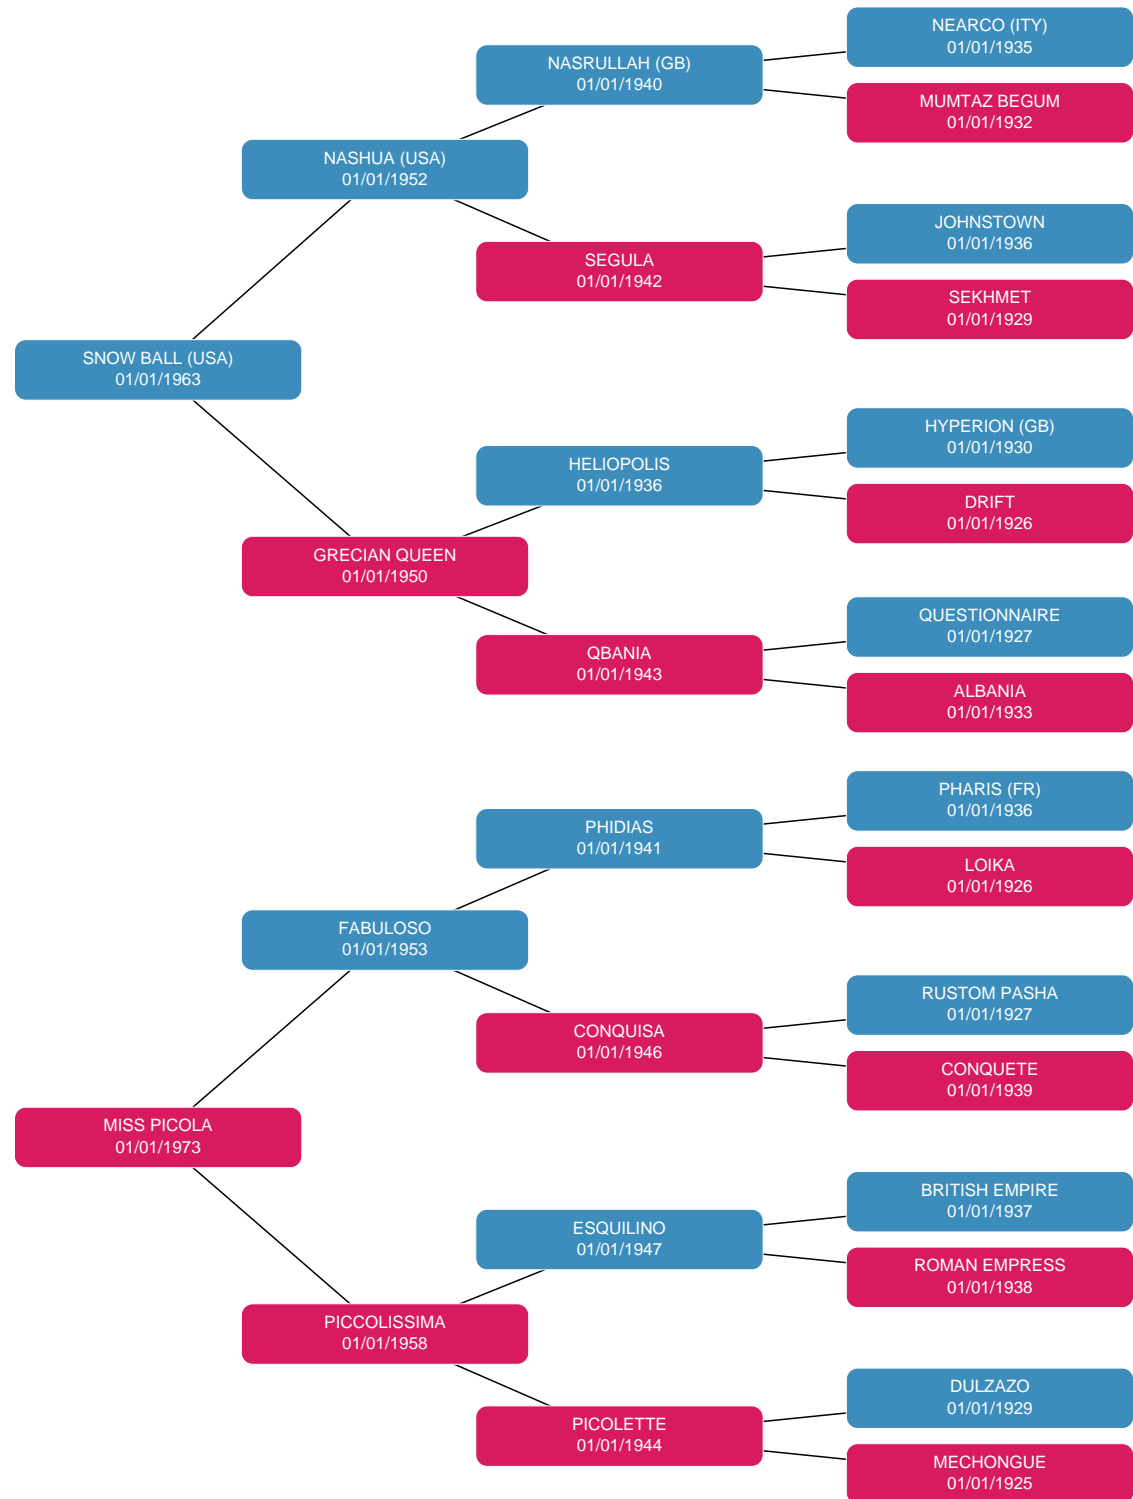 NEARCO (ITY)
01/01/1935
NASRULLAH (GB)
01/01/1940
MUMTAZ BEGUM
01/01/1932
NASHUA (USA)
01/01/1952
JOHNSTOWN
01/01/1936
SEGULA
01/01/1942
SEKHMET
01/01/1929
SNOW BALL (USA)
01/01/1963
HYPERION (GB)
01/01/1930
HELIOPOLIS
01/01/1936
DRIFT
01/01/1926
GRECIAN QUEEN
01/01/1950
QUESTIONNAIRE
01/01/1927
QBANIA
01/01/1943
ALBANIA
01/01/1933
PHARIS (FR)
01/01/1936
PHIDIAS
01/01/1941
LOIKA
01/01/1926
FABULOSO
01/01/1953
RUSTOM PASHA
01/01/1927
CONQUISA
01/01/1946
CONQUETE
01/01/1939
MISS PICOLA
01/01/1973
BRITISH EMPIRE
01/01/1937
ESQUILINO
01/01/1947
ROMAN EMPRESS
01/01/1938
PICCOLISSIMA
01/01/1958
DULZAZO
01/01/1929
PICOLETTE
01/01/1944
MECHONGUE
01/01/1925